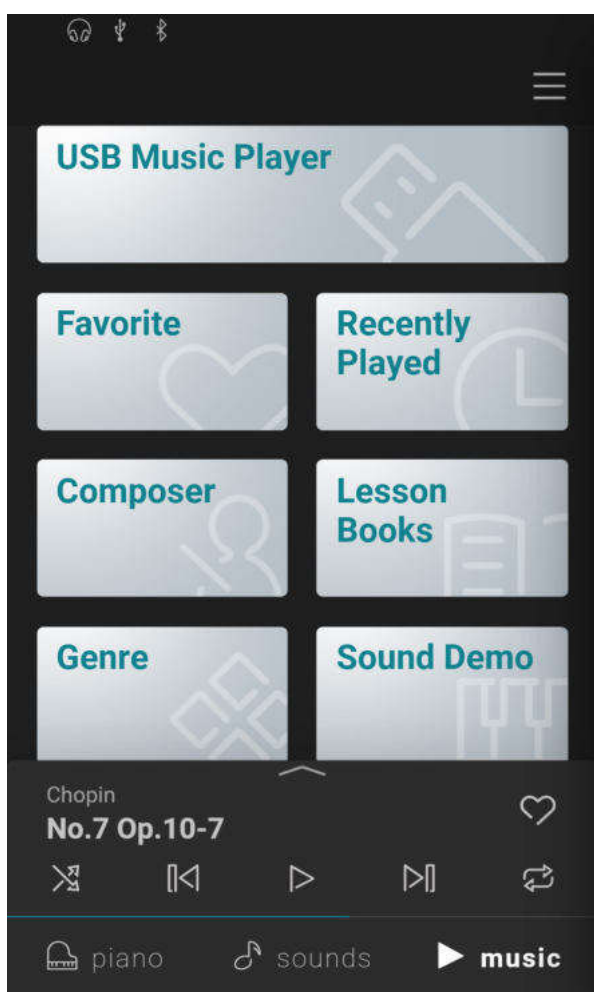 USB Music Player
Favorite
Recently
Played
Composer
Lesson
Books
Genre
Sound Demo
Chopin
No.7 Op.10-7
piano
sounds
music